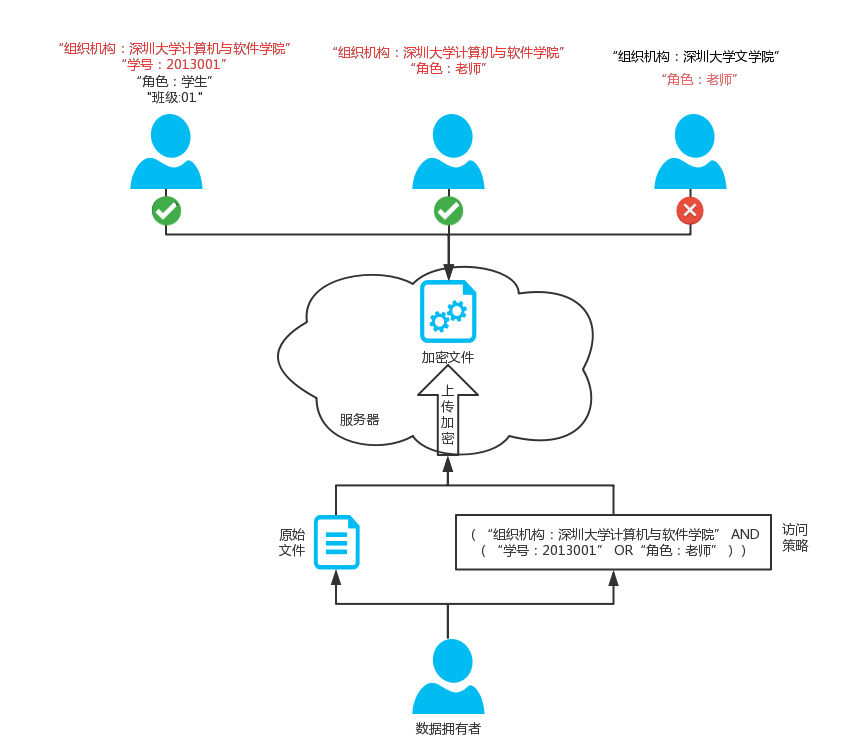 “组织机构：深圳大学计算机与软件学院”
“学号：2013001”
“角色：学生”
"班级:01"
“组织机构：深圳大学计算机与软件学院”
“角色：老师”
“组织机构：深圳大学文学院”
“角色：老师”
加密文件
上
传
加
密
服务器
原始
文件
（ “组织机构：深圳大学计算机与软件学院” AND
（ “学号：2013001” OR“角色：老师” ））
访问
策略
数据拥有者